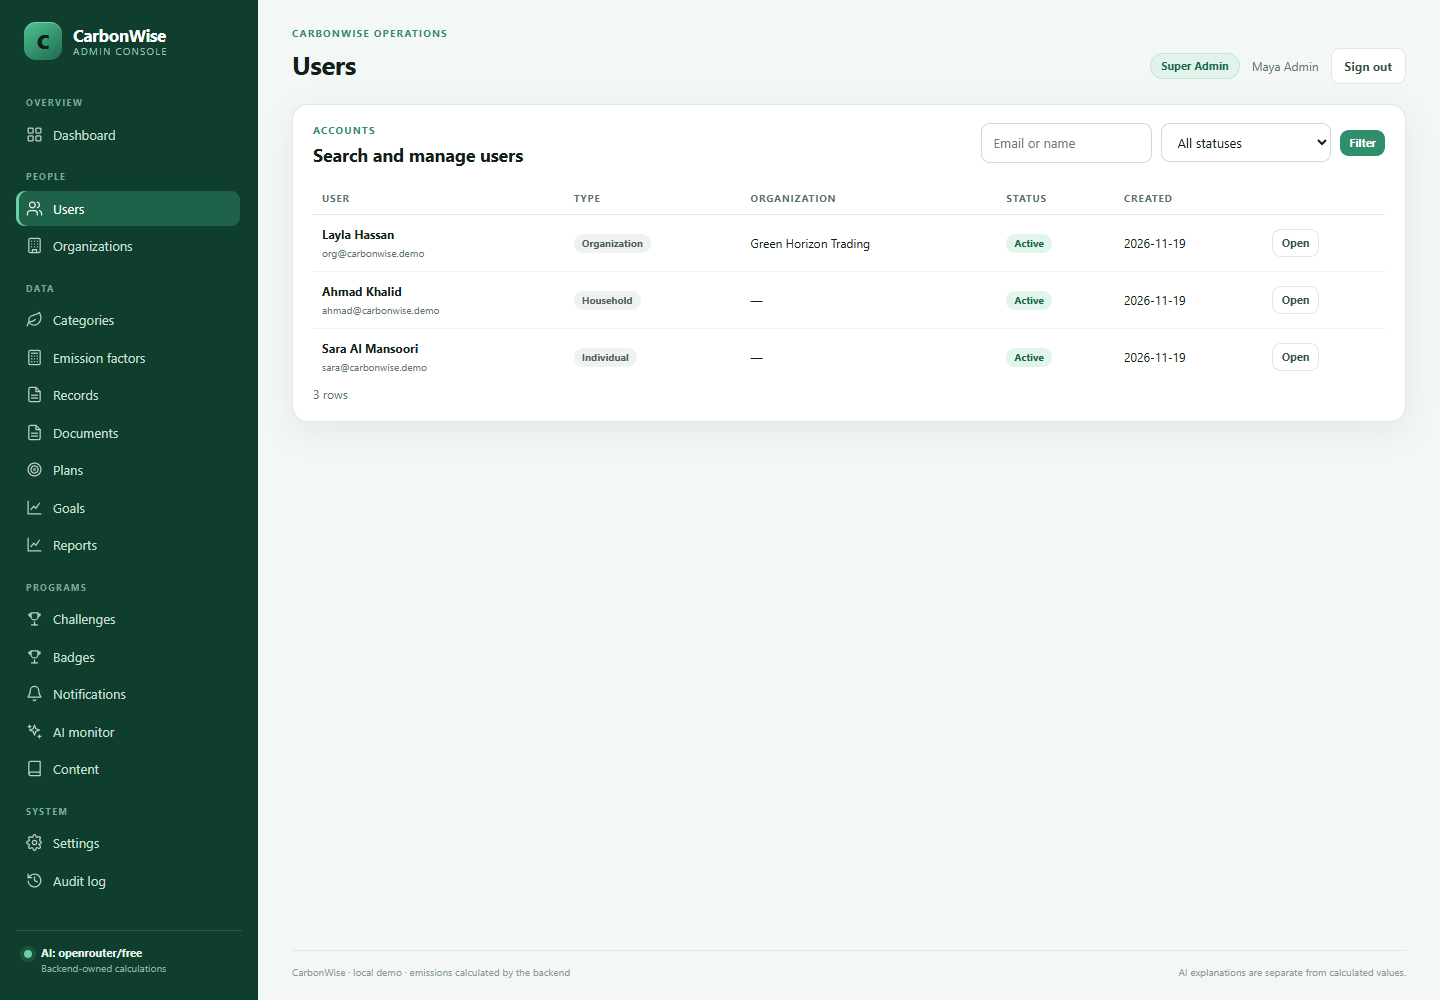 C
CarbonWise
ADMIN CONSOLE
OVERVIEW
Dashboard
PEOPLE
Users
Organizations
DATA
Categories
Emission factors
Records
Documents
Plans
Goals
Reports
PROGRAMS
Challenges
Badges
Notifications
AI monitor
Content
SYSTEM
Settings
Audit log
AI: openrouter/free
Backend-owned calculations
CARBONWISE OPERATIONS
Users
Super Admin Maya Admin Sign out
ACCOUNTS
Search and manage users
Email or name All statuses Filter
USER TYPE ORGANIZATION STATUS CREATED
Layla Hassan
org@carbonwise.demo
Organization Green Horizon Trading Active 2026-11-19 Open
Ahmad Khalid
ahmad@carbonwise.demo
Household — Active 2026-11-19 Open
Sara Al Mansoori
sara@carbonwise.demo
Individual — Active 2026-11-19 Open
3 rows
CarbonWise · local demo · emissions calculated by the backend
AI explanations are separate from calculated values.